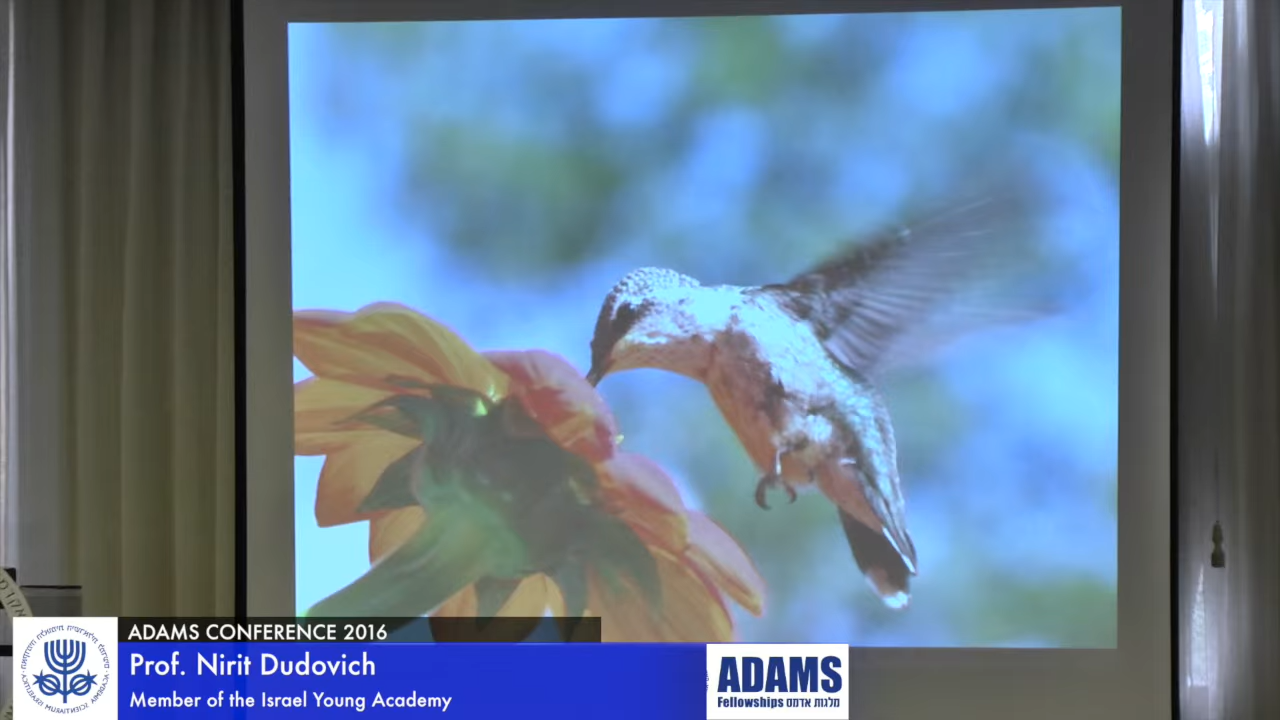 ADAMS CONFERENCE 2016
Prof. Nirit Dudovich
Member of the Israel Young Academy
ADAMS
Fellowships מלגות אדמס